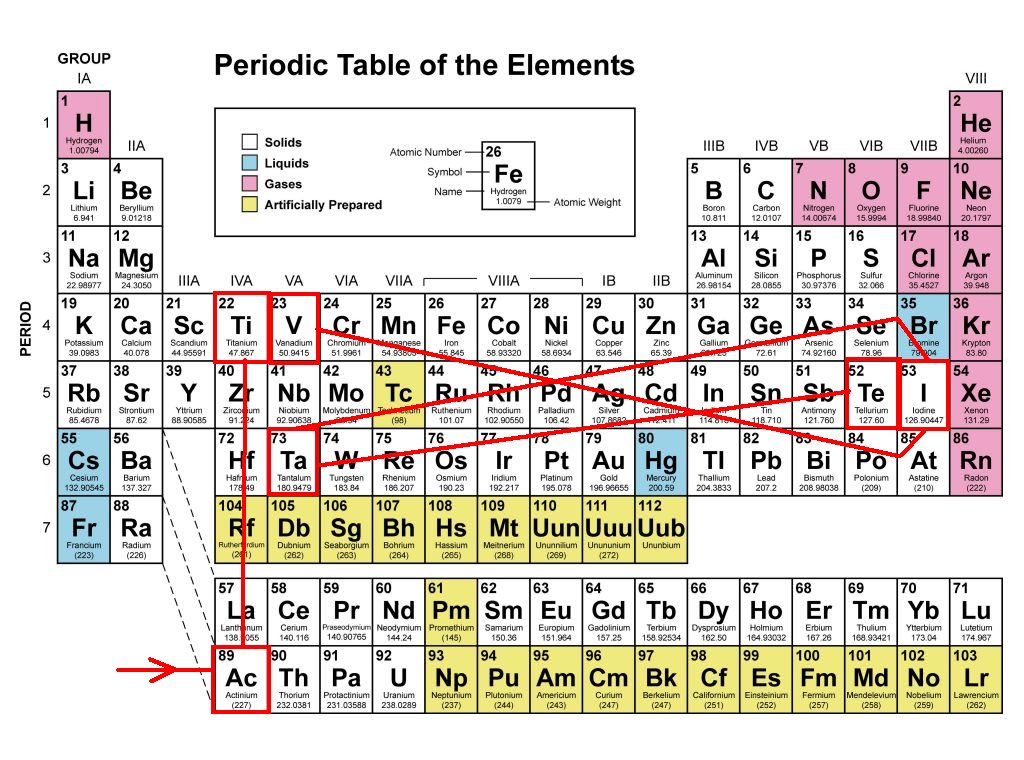 GROUP
Periodic Table of the Elements
IA VIII
1 H Hydrogen 1.00794
2 He Helium 4.00260
Solids
Liquids
Gases
Artificially Prepared
Atomic Number
Symbol
Name
26 Fe Hydrogen 1.0079
Atomic Weight
IIA IIIB IVB VB VIB VIIB
PERIOD
1
2
3 Li Lithium 6.941
4 Be Beryllium 9.01218
5 B Boron 10.811
6 C Carbon 12.0107
7 N Nitrogen 14.00674
8 O Oxygen 15.9994
9 F Fluorine 18.99840
10 Ne Neon 20.1797
3
11 Na Sodium 22.98977
12 Mg Magnesium 24.3050
13 Al Aluminum 26.98154
14 Si Silicon 28.0855
15 P Phosphorus 30.97376
16 S Sulfur 32.066
17 Cl Chlorine 35.4527
18 Ar Argon 39.948
IIIA IVA VA VIA VIIA VIIIA IB IIB
4
19 K Potassium 39.0983
20 Ca Calcium 40.078
21 Sc Scandium 44.95591
22 Ti Titanium 47.867
23 V Vanadium 50.9415
24 Cr Chromium 51.9961
25 Mn Manganese
26 Fe Iron 55.845
27 Co Cobalt 58.93320
28 Ni Nickel 58.6934
29 Cu Copper 63.546
30 Zn Zinc 65.39
31 Ga Gallium
32 Ge 72.61
33 As Arsenic 74.92160
34 Se Selenium 78.96
35 Br Bromine
36 Kr Krypton 83.80
5
37 Rb Rubidium 85.4678
38 Sr Strontium 87.62
39 Y Yttrium 88.90585
40 Zr Zirconium
41 Nb Niobium
42 Mo Molybdenum
43 Tc (98)
44 Ru Ruthenium 101.07
45 Rh Rhodium 102.90550
46 Pd Palladium 106.42
47 Ag Silver
48 Cd Cadmium
49 In Indium
50 Sn Tin 118.710
51 Sb Antimony 121.760
52 Te Tellurium 127.60
53 I Iodine 126.90447
54 Xe Xenon 131.29
6
55 Cs Cesium 132.90545
56 Ba Barium 137.327
72 Hf Hafnium
73 Ta Tantalum 180.9479
74 W Tungsten 183.84
75 Re Rhenium 186.207
76 Os Osmium 190.23
77 Ir Iridium 192.217
78 Pt Platinum 195.078
79 Au Gold 196.96655
80 Hg Mercury 200.59
81 Tl Thallium 204.3833
82 Pb Lead 207.2
83 Bi Bismuth 208.98038
84 Po Polonium (209)
85 At Astatine (210)
86 Rn Radon (222)
7
87 Fr Francium (223)
88 Ra Radium (226)
104 Rf
105 Db Dubnium (262)
106 Sg Seaborgium (263)
107 Bh Bohrium (264)
108 Hs Hassium (265)
109 Mt Meitnerium (268)
110 Uun Ununnilium (269)
111 Uuu Unununium (272)
112 Uub Ununbium
57 La
58 Ce Cerium 140.116
59 Pr Praseodymium 140.90765
60 Nd Neodymium 144.24
61 Pm Promethium (145)
62 Sm Samarium 150.36
63 Eu Europium 151.964
64 Gd Gadolinium 157.25
65 Tb Terbium 158.92534
66 Dy Dysprosium 162.50
67 Ho Holmium 164.93032
68 Er Erbium 167.26
69 Tm Thulium 168.93421
70 Yb Ytterbium 173.04
71 Lu Lutetium 174.967
89 Ac Actinium (227)
90 Th Thorium 232.0381
91 Pa Protactinium 231.03588
92 U Uranium 238.0289
93 Np Neptunium (237)
94 Pu Plutonium (244)
95 Am Americium (243)
96 Cm Curium (247)
97 Bk Berkelium (247)
98 Cf Californium (251)
99 Es Einsteinium (252)
100 Fm Fermium (257)
101 Md Mendelevium (258)
102 No Nobelium (259)
103 Lr Lawrencium (262)